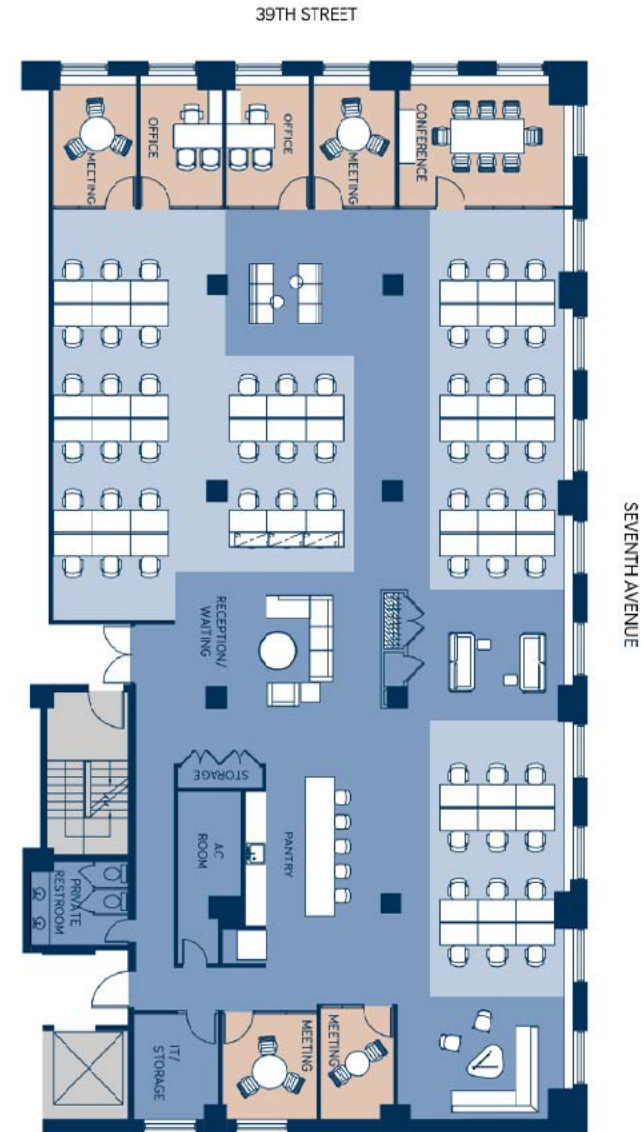 39TH STREET
MEETING
OFFICE
OFFICE
MEETING
CONFERENCE
SEVENTH AVENUE
RECEPTION/
WAITING
STORAGE
AC
ROOM
PANTRY
PRIVATE
RESTROOM
IT/
STORAGE
MEETING
MEETING